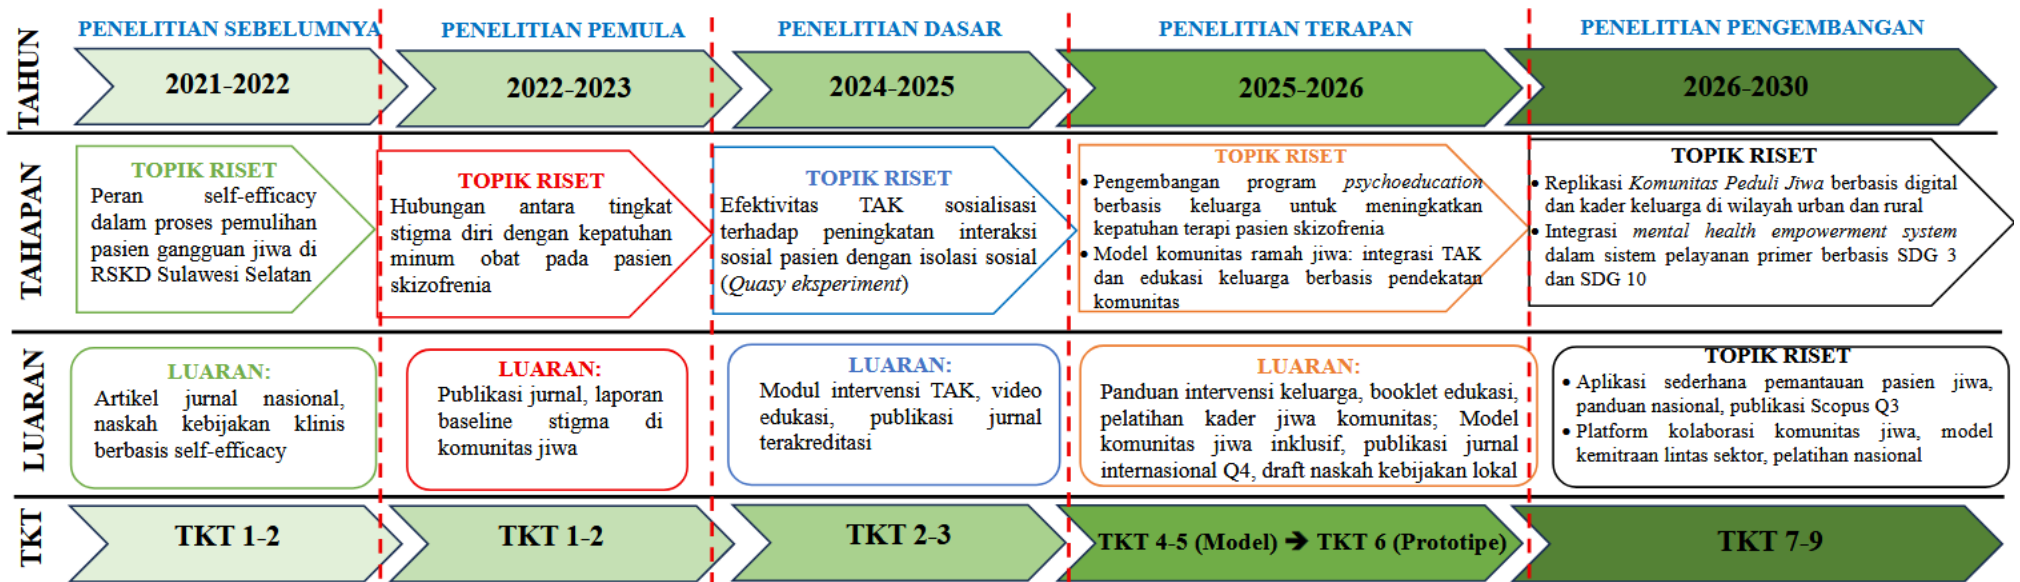 TAHUN
PENELITIAN SEBELUMNYA
PENELITIAN PEMULA
PENELITIAN DASAR
PENELITIAN TERAPAN
PENELITIAN PENGEMBANGAN
2021-2022
2022-2023
2024-2025
2025-2026
2026-2030
TAHAPAN
TOPIK RISET
Peran self-efficacy
dalam proses pemulihan
pasien gangguan jiwa di
RSKD Sulawesi Selatan
TOPIK RISET
Hubungan antara tingkat
stigma diri dengan kepatuhan
minum obat pada pasien
skizofrenia
TOPIK RISET
Efektivitas TAK sosialisasi
terhadap peningkatan interaksi
sosial pasien dengan isolasi sosial
(Quasy eksperiment)
TOPIK RISET
• Pengembangan program psychoeducation
berbasis keluarga untuk meningkatkan
kepatuhan terapi pasien skizofrenia
• Model komunitas ramah jiwa: integrasi TAK
dan edukasi keluarga berbasis pendekatan
komunitas
TOPIK RISET
• Replikasi Komunitas Peduli Jiwa berbasis digital
dan kader keluarga di wilayah urban dan rural
• Integrasi mental health empowerment system
dalam sistem pelayanan primer berbasis SDG 3
dan SDG 10
LUARAN
LUARAN:
Artikel jurnal nasional,
naskah kebijakan klinis
berbasis self-efficacy
LUARAN:
Publikasi jurnal, laporan
baseline stigma di
komunitas jiwa
LUARAN:
Modul intervensi TAK, video
edukasi, publikasi jurnal
terakreditasi
LUARAN:
Panduan intervensi keluarga, booklet edukasi,
pelatihan kader jiwa komunitas; Model
komunitas jiwa inklusif, publikasi jurnal
internasional Q4, draft naskah kebijakan lokal
TOPIK RISET
• Aplikasi sederhana pemantauan pasien jiwa,
panduan nasional, publikasi Scopus Q3
• Platform kolaborasi komunitas jiwa, model
kemitraan lintas sektor, pelatihan nasional
TKT
TKT 1-2
TKT 1-2
TKT 2-3
TKT 4-5 (Model) ➔ TKT 6 (Prototipe)
TKT 7-9